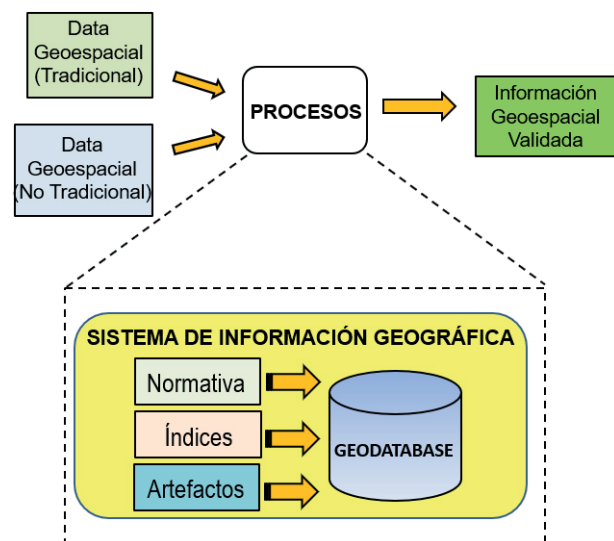 Data
Geoespacial
(Tradicional)
Data
Geoespacial
(No Tradicional)
PROCESOS
Información
Geoespacial
Validada
SISTEMA DE INFORMACIÓN GEOGRÁFICA
Normativa
Índices
Artefactos
GEODATABASE